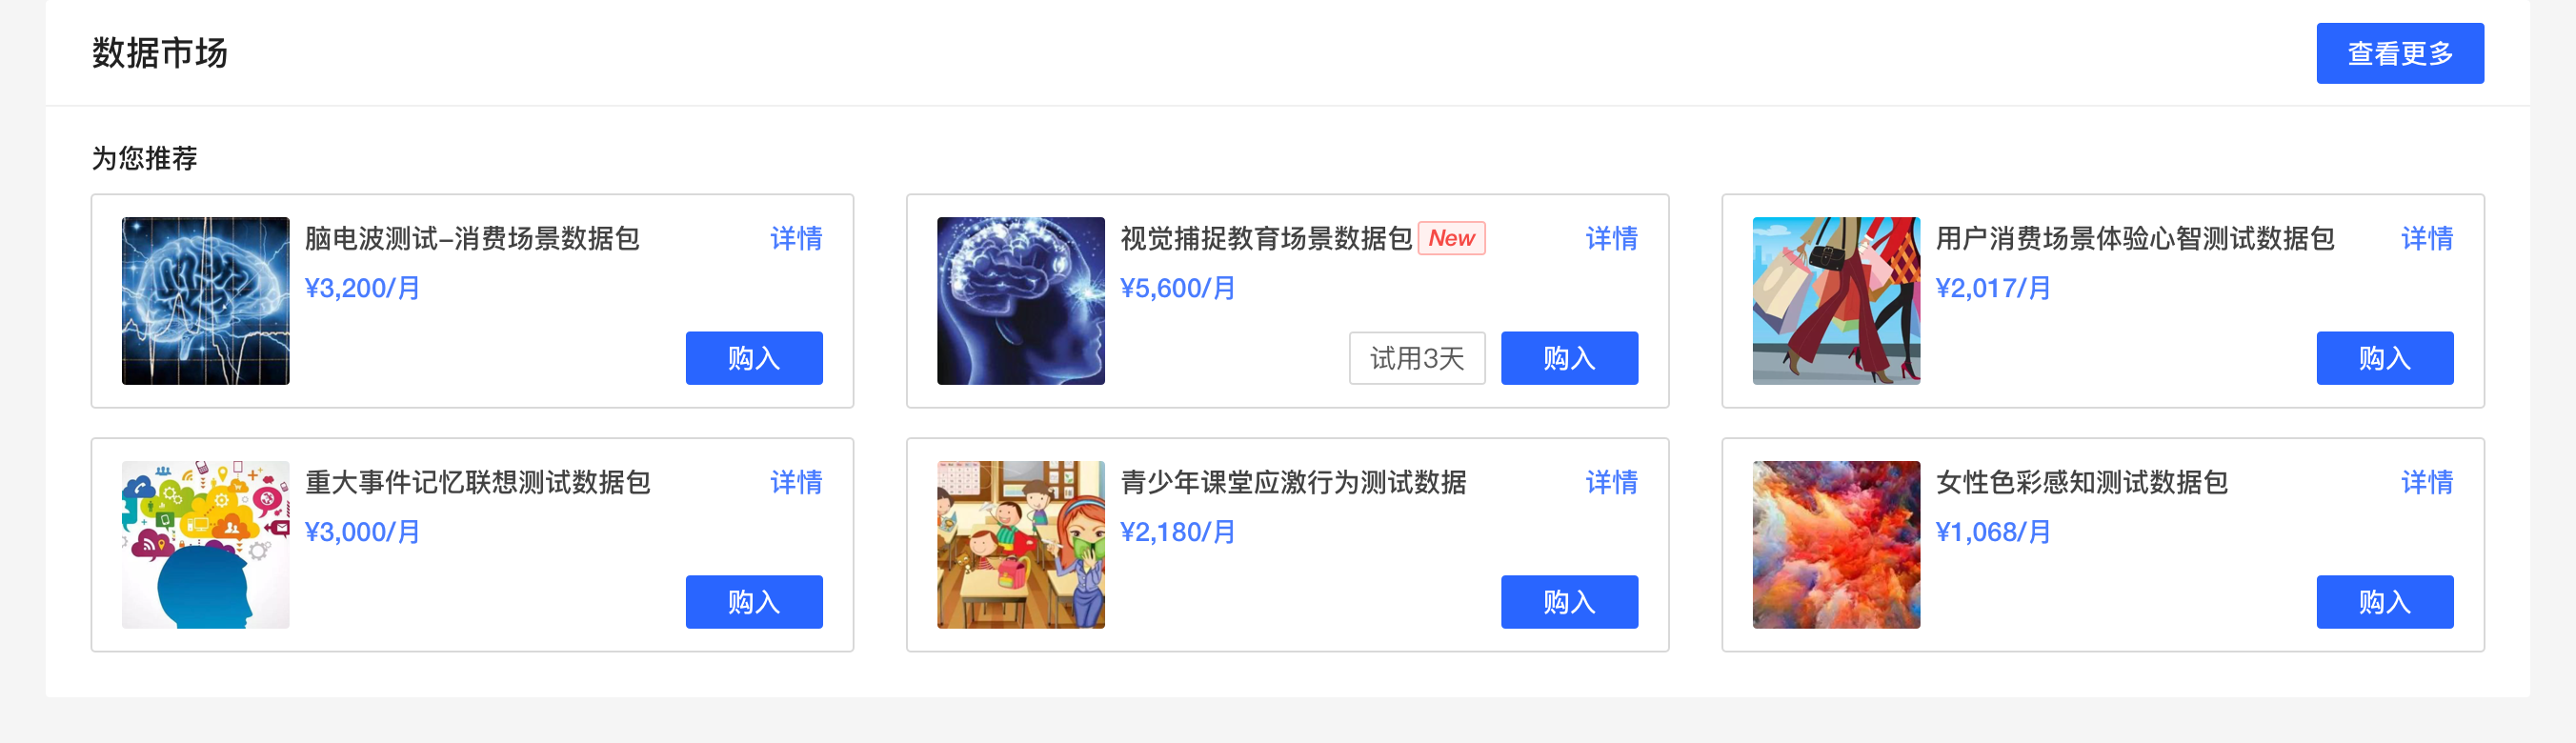 数据市场
查看更多
为您推荐
脑电波测试-消费场景数据包
详情
¥3,200/月
购入
视觉捕捉教育场景数据包 New
详情
¥5,600/月
试用3天
购入
用户消费场景体验心智测试数据包
详情
¥2,017/月
购入
重大事件记忆联想测试数据包
详情
¥3,000/月
购入
青少年课堂应激行为测试数据
详情
¥2,180/月
购入
女性色彩感知测试数据包
详情
¥1,068/月
购入